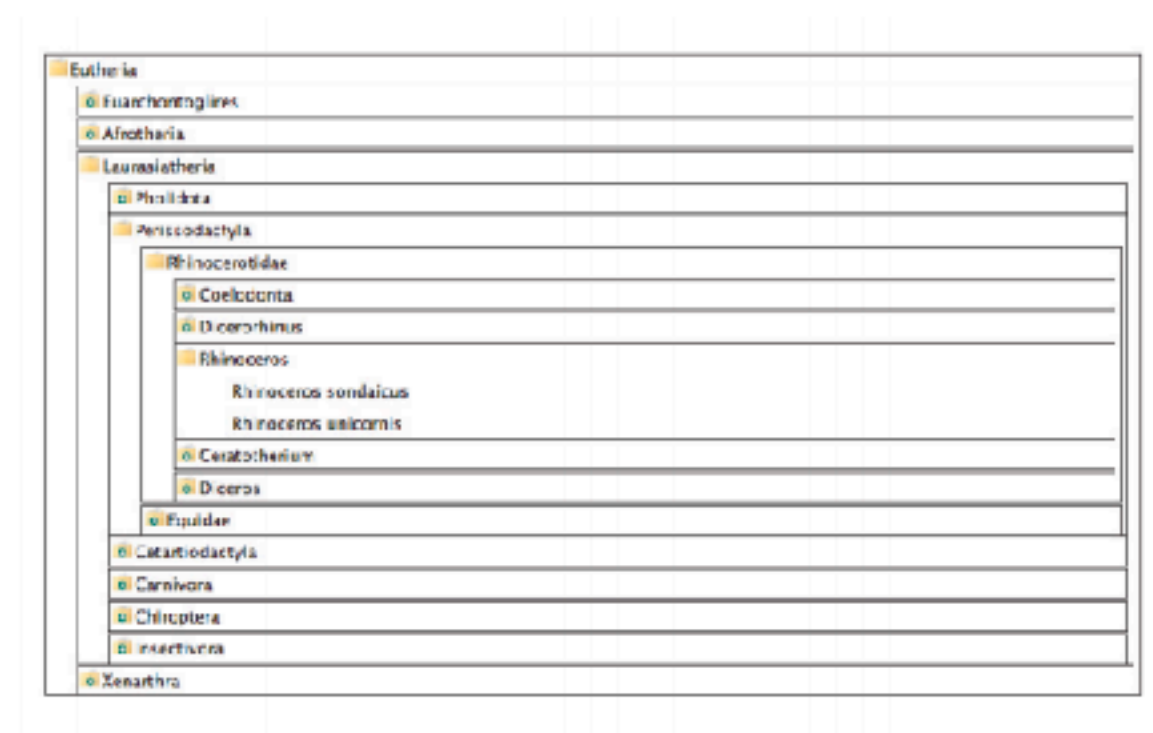 Eutheria
Euarchontoglires
Afrotheria
Laurasiatheria
Pholidota
Perissodactyla
Rhinocerotidae
Coelodonta
Dicerorhinus
Rhinoceros
Rhinoceros sondaicus
Rhinoceros unicornis
Ceratotherium
Diceros
Equidae
Cetartiodactyla
Carnivora
Chiroptera
Insectivora
Xenarthra